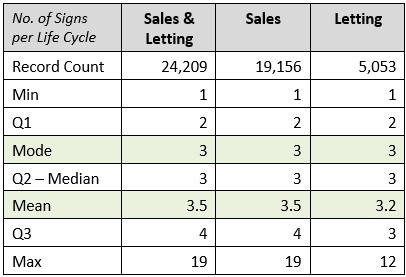 No. of Signs per Life Cycle Sales & Letting Sales Letting
Record Count 24,209 19,156 5,053
Min 1 1 1
Q1 2 2 2
Mode 3 3 3
Q2 – Median 3 3 3
Mean 3.5 3.5 3.2
Q3 4 4 3
Max 19 19 12